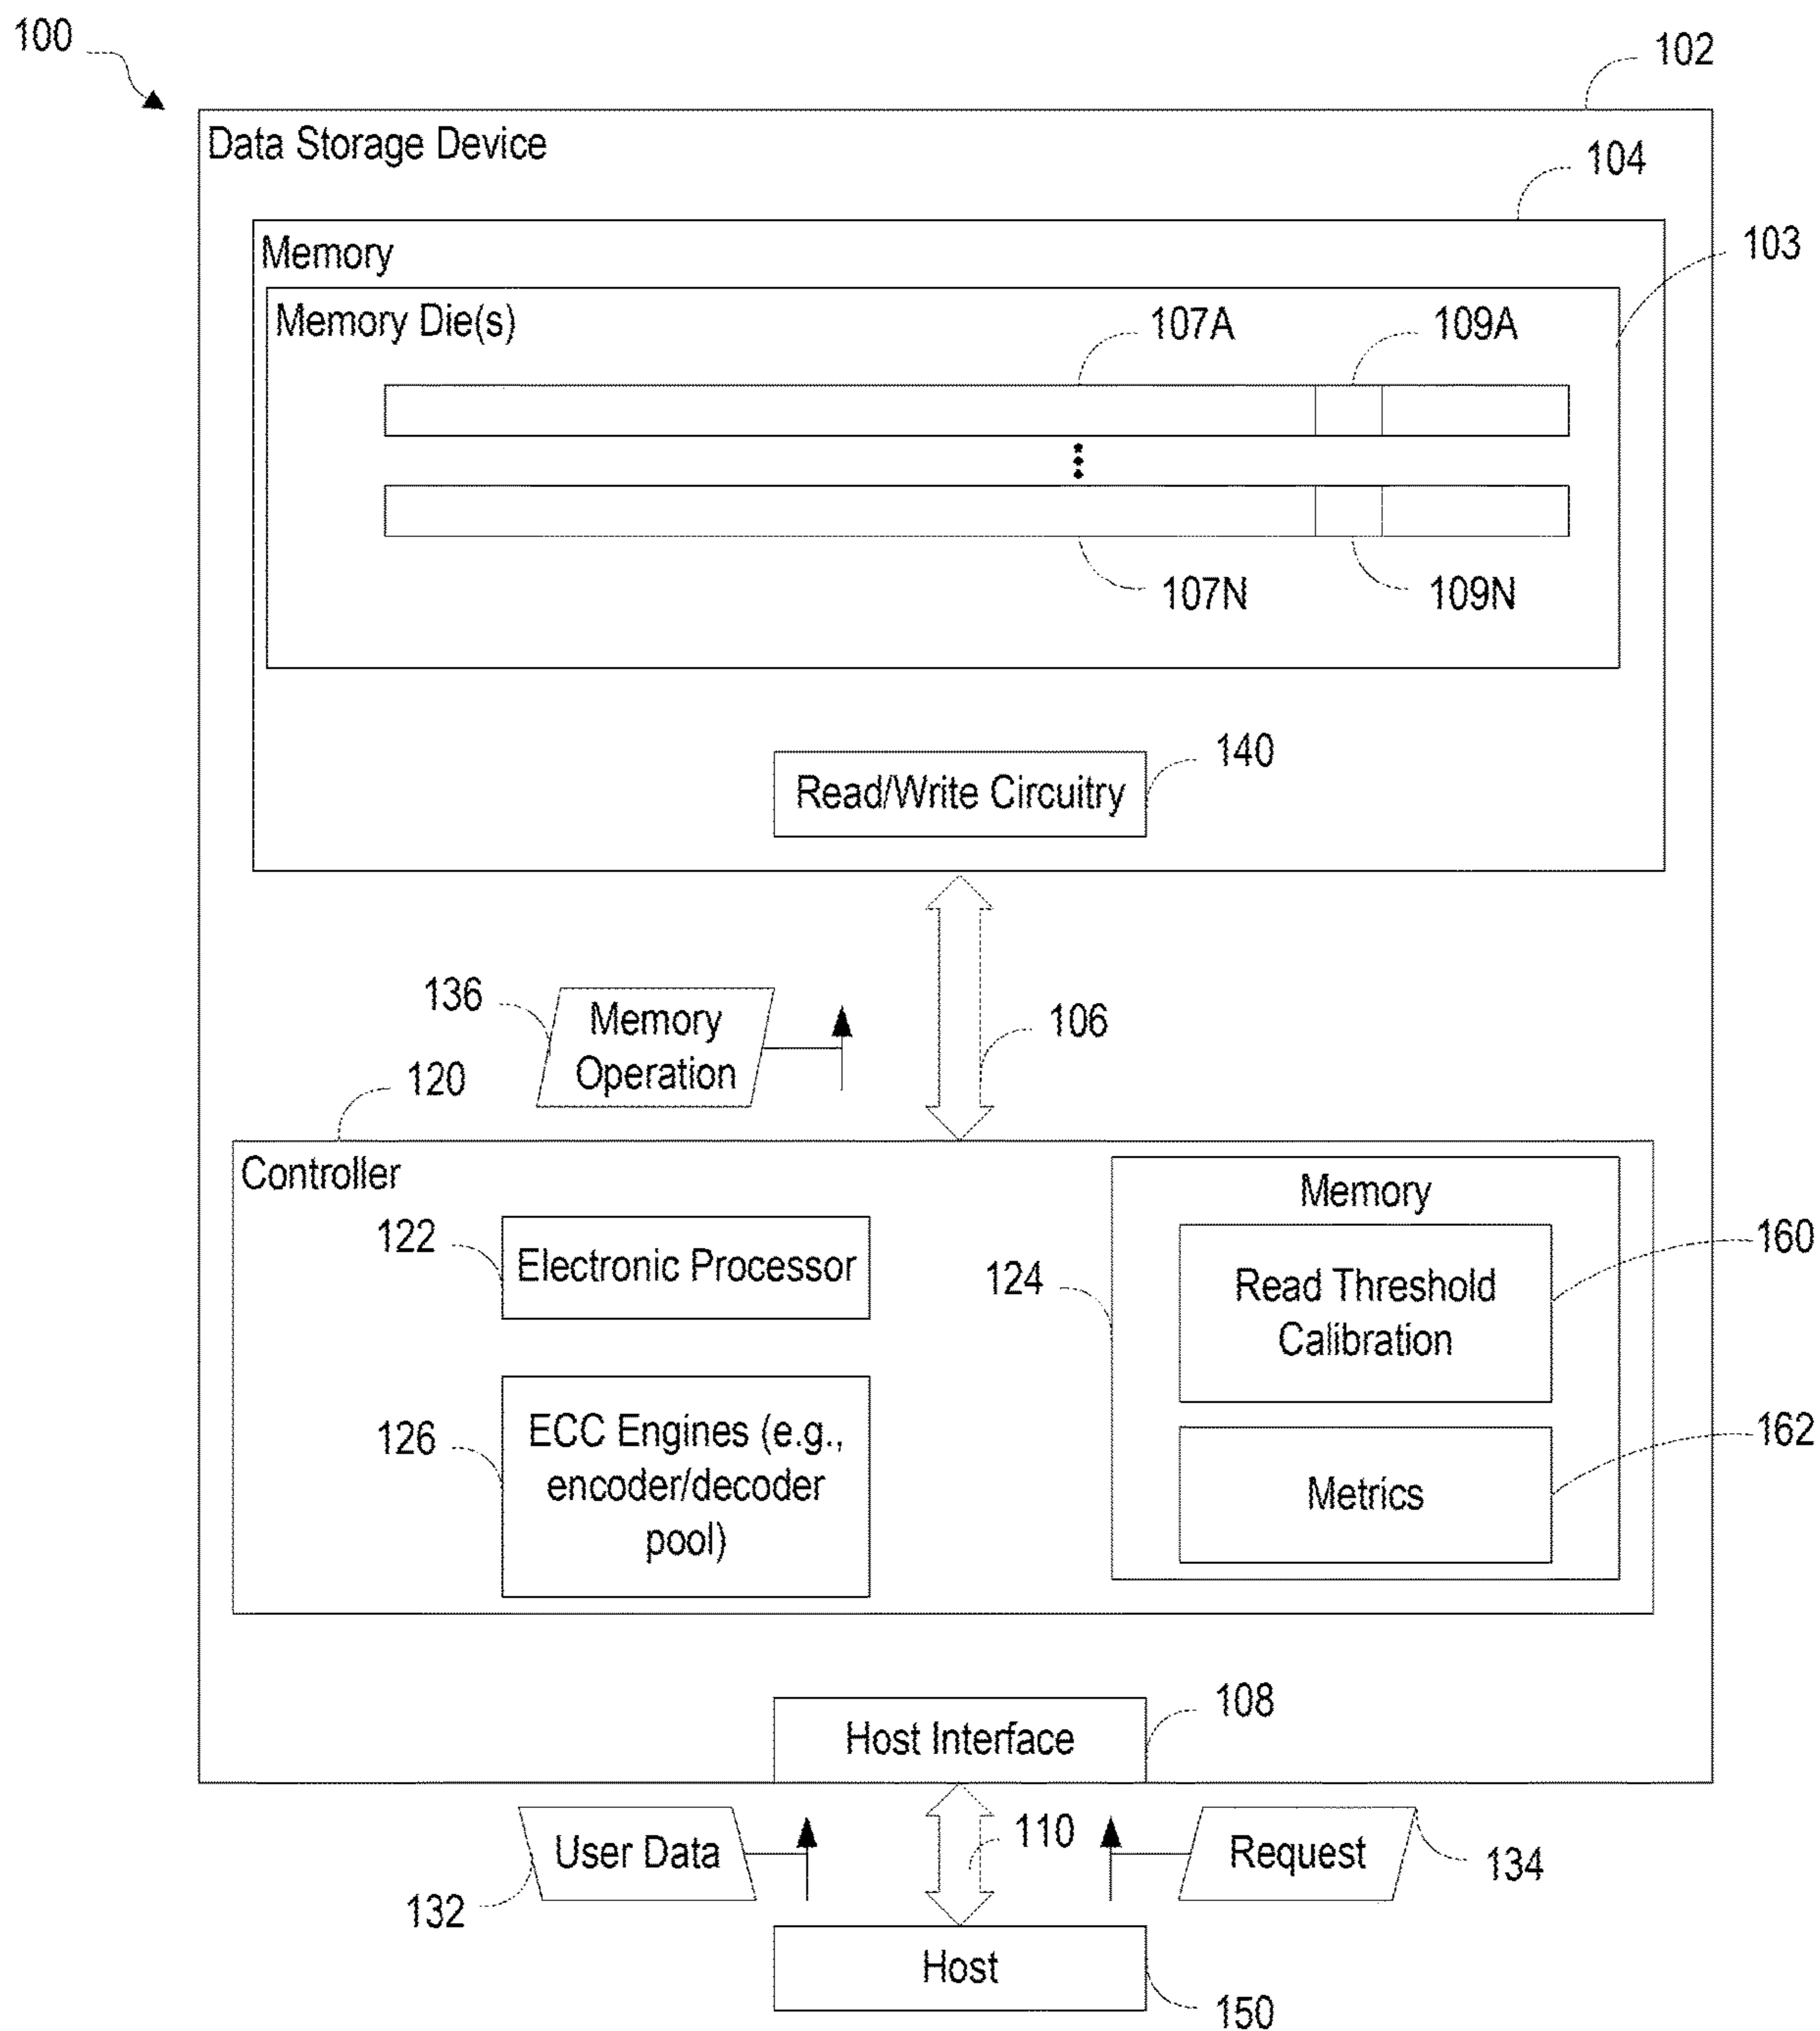 100
102
Data Storage Device
104
Memory
103
Memory Die(s)
107A
109A
107N
109N
140
Read/Write Circuitry
136
Memory
Operation
106
120
Controller
Memory
122
Electronic Processor
160
124
Read Threshold
Calibration
126
ECC Engines (e.g.,
encoder/decoder
pool)
162
Metrics
108
Host Interface
User Data
110
Request
134
132
Host
150